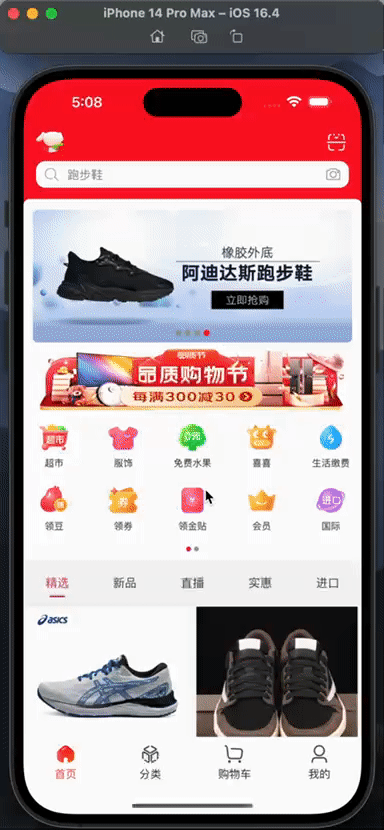 iPhone 14 Pro Max – iOS 16.4
5:08
跑步鞋
橡胶外底
阿迪达斯跑步鞋
立即抢购
品质购物节
每满300减30
超市
超市 服饰 免费水果 喜喜 生活缴费
券
进口
领豆 领券 领金贴 会员 国际
精选 新品 直播 实惠 进口
asics
首页 分类 购物车 我的